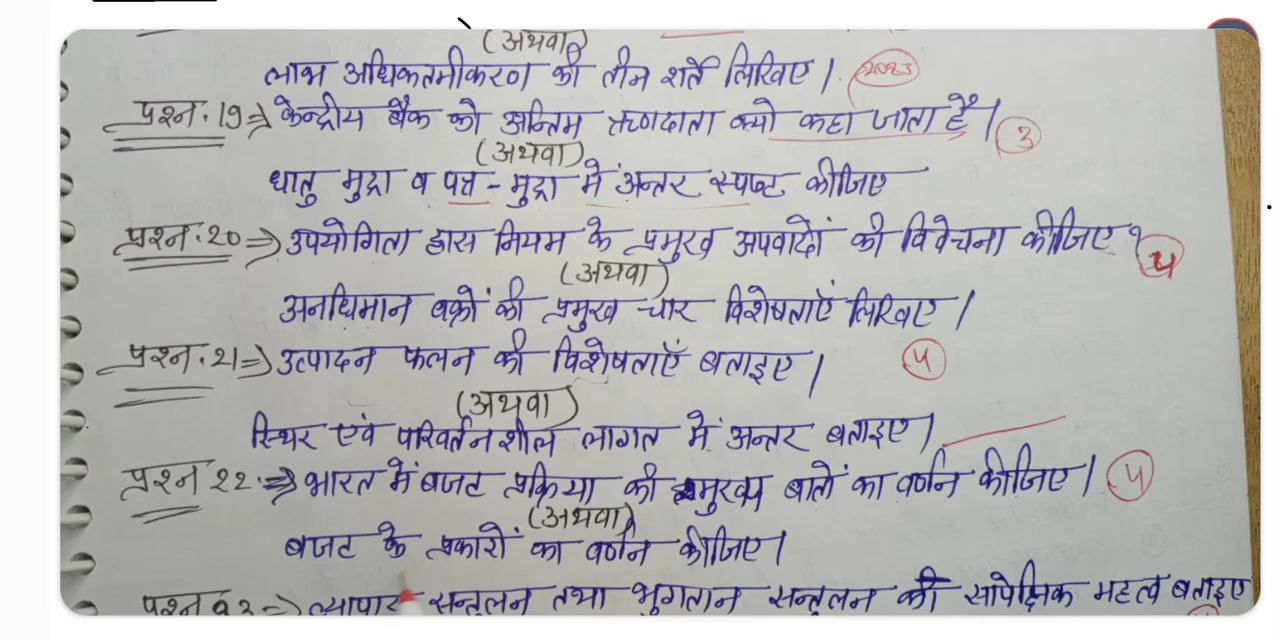 (अथवा)
लाभ अधिकतमीकरण की तीन शर्तें लिखिए। 2023
प्रश्न.19⇒ केन्द्रीय बैंक को अन्तिम ऋणदाता क्यो कहा जाता है। 3
(अथवा)
धातु मुद्रा व पत्र-मुद्रा में अन्तर स्पष्ट कीजिए
प्रश्न.20⇒ उपयोगिता ह्रास नियम के प्रमुख अपवादों की विवेचना कीजिए? 4
(अथवा)
अनधिमान वक्रों की प्रमुख चार विशेषताएँ लिखिए।
प्रश्न.21⇒ उत्पादन फलन की विशेषताएँ बताइए। 4
(अथवा)
स्थिर एवं परिवर्तनशील लागत में अन्तर बताइए।
प्रश्न 22.⇒ भारत में बजट प्रक्रिया की मुख्य बातों का वर्णन कीजिए। 4
(अथवा)
बजट के प्रकारों का वर्णन कीजिए।
प्रश्न 23⇒ व्यापार सन्तुलन तथा भुगतान सन्तुलन की सापेक्षिक महत्व बताइए